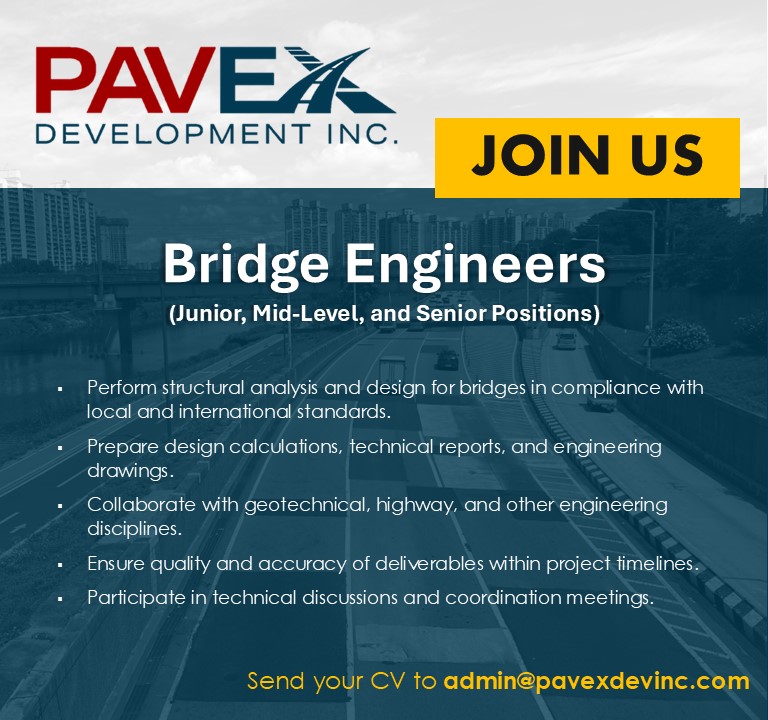 PAVEX
DEVELOPMENT INC.
JOIN US
Bridge Engineers
(Junior, Mid-Level, and Senior Positions)
▪ Perform structural analysis and design for bridges in compliance with
local and international standards.
▪ Prepare design calculations, technical reports, and engineering
drawings.
▪ Collaborate with geotechnical, highway, and other engineering
disciplines.
▪ Ensure quality and accuracy of deliverables within project timelines.
▪ Participate in technical discussions and coordination meetings.
Send your CV to admin@pavexdevinc.com